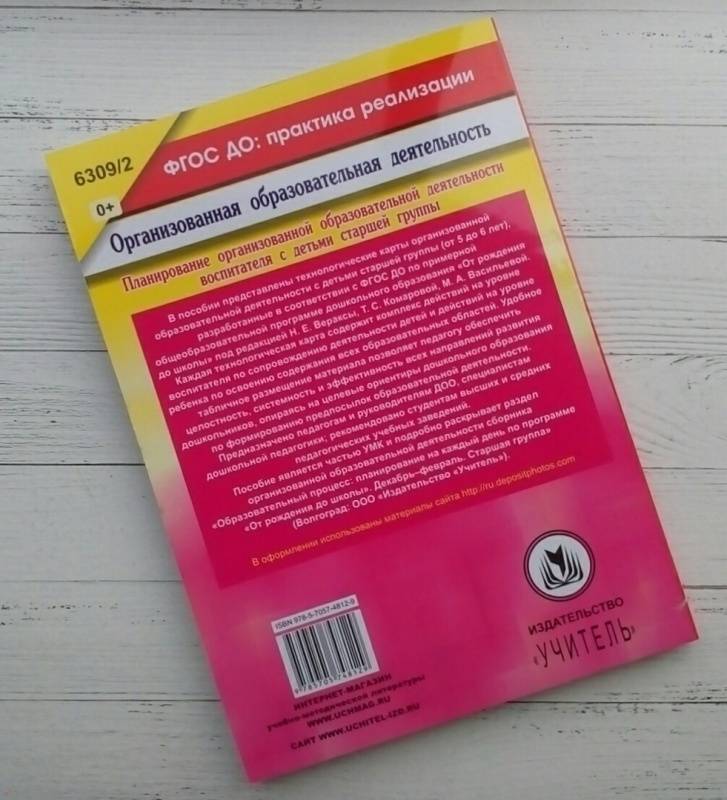 6309/2
0+
ФГОС ДО: практика реализации
Организованная образовательная деятельность
Планирование организованной образовательной деятельности
воспитателя с детьми старшей группы
В пособии представлены технологические карты организованной
образовательной деятельности с детьми старшей группы (от 5 до 6 лет),
разработанные в соответствии с ФГОС ДО по примерной
общеобразовательной программе дошкольного образования «От рождения
до школы» под редакцией Н. Е. Вераксы, Т. С. Комаровой, М. А. Васильевой.
Каждая технологическая карта содержит комплекс действий на уровне
воспитателя по сопровождению деятельности детей и действий на уровне
ребенка по освоению содержания всех образовательных областей. Удобное
табличное размещение материала позволяет педагогу обеспечить
целостность, системность и эффективность всех направлений развития
дошкольников, опираясь на целевые ориентиры дошкольного образования
по формированию предпосылок образовательной деятельности.
Предназначено педагогам и руководителям ДОО, специалистам
дошкольной педагогики; рекомендовано студентам высших и средних
педагогических учебных заведений.
Пособие является частью УМК и подробно раскрывает раздел
организованной образовательной деятельности сборника
«Образовательный процесс: планирование на каждый день по программе
«От рождения до школы». Декабрь–февраль. Старшая группа»
(Волгоград: ООО «Издательство «Учитель»).
В оформлении использованы материалы сайта http://ru.depositphotos.com
ISBN 978-5-7057-4812-9
9 785705 748129
ИНТЕРНЕТ-МАГАЗИН
учебно-методической литературы
WWW.UCHMAG.RU
САЙТ WWW.UCHITEL-IZD.RU
ИЗДАТЕЛЬСТВО
«УЧИТЕЛЬ»